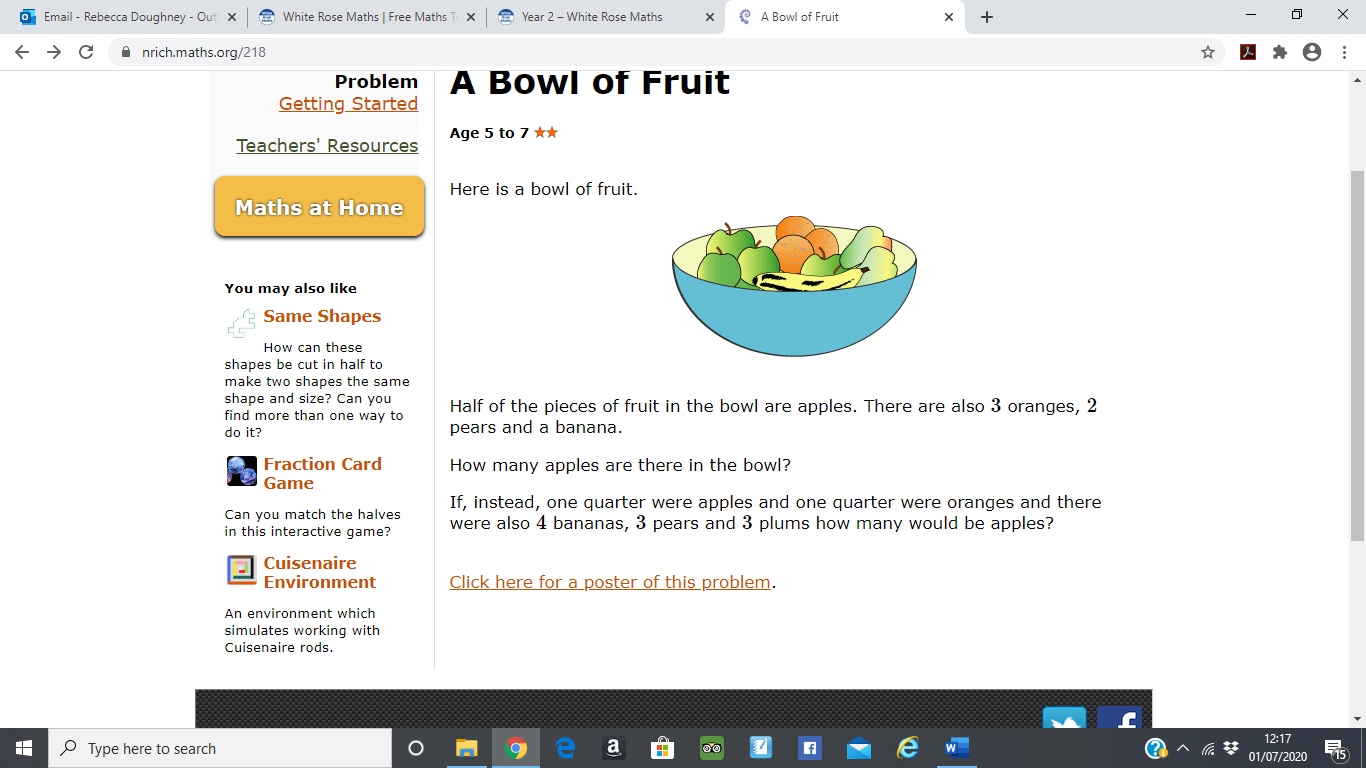 Email - Rebecca Doughney - Out
White Rose Maths | Free Maths T
Year 2 – White Rose Maths
A Bowl of Fruit
nrich.maths.org/218
Problem
Getting Started
Teachers' Resources
Maths at Home
You may also like
Same Shapes
How can these
shapes be cut in half to
make two shapes the same
shape and size? Can you
find more than one way to
do it?
Fraction Card
Game
Can you match the halves
in this interactive game?
Cuisenaire
Environment
An environment which
simulates working with
Cuisenaire rods.
A Bowl of Fruit
Age 5 to 7
Here is a bowl of fruit.
Half of the pieces of fruit in the bowl are apples. There are also 3 oranges, 2
pears and a banana.
How many apples are there in the bowl?
If, instead, one quarter were apples and one quarter were oranges and there
were also 4 bananas, 3 pears and 3 plums how many would be apples?
Click here for a poster of this problem.
Type here to search
12:17
01/07/2020
15